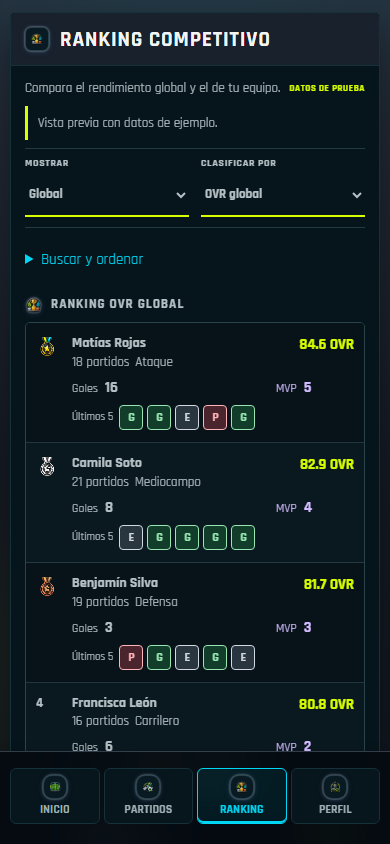 RANKING COMPETITIVO
Compara el rendimiento global y el de tu equipo. DATOS DE PRUEBA
Vista previa con datos de ejemplo.
MOSTRAR CLASIFICAR POR
Global OVR global
Buscar y ordenar
RANKING OVR GLOBAL
Matías Rojas 84.6 OVR
18 partidos Ataque
Goles 16 MVP 5
Últimos 5 G G E P G
Camila Soto 82.9 OVR
21 partidos Mediocampo
Goles 8 MVP 4
Últimos 5 E G G G G
Benjamín Silva 81.7 OVR
19 partidos Defensa
Goles 3 MVP 3
Últimos 5 P G E G E
4 Francisca León 80.8 OVR
16 partidos Carrilero
Goles 6 MVP 2
INICIO PARTIDOS RANKING PERFIL